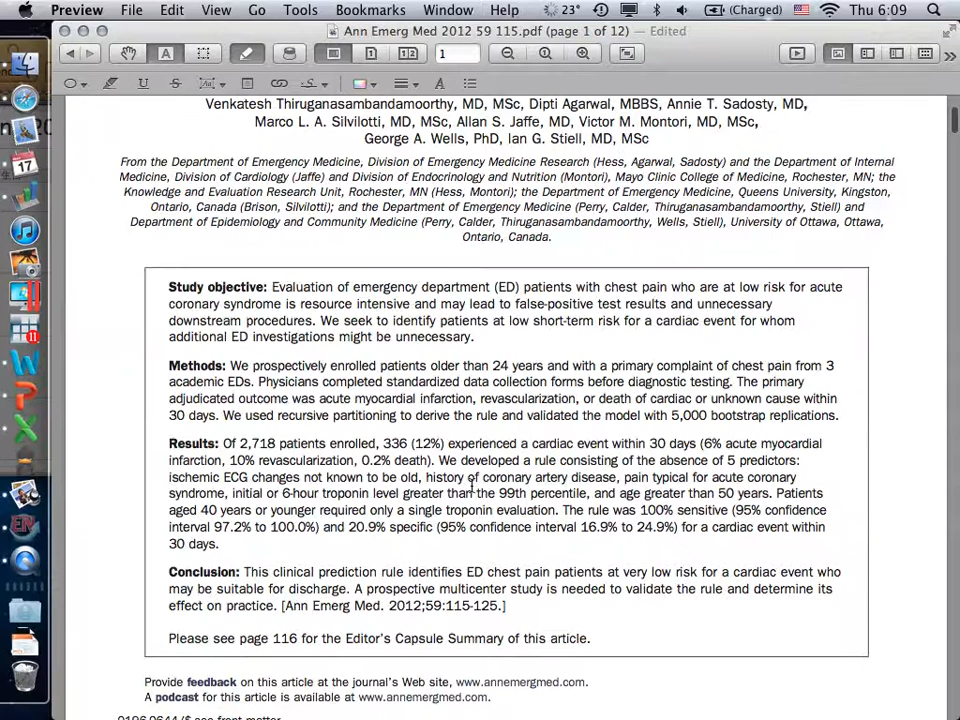 Preview File Edit View Go Tools Bookmarks Window Help 23° (Charged) Thu 6:09
Ann Emerg Med 2012 59 115.pdf (page 1 of 12) — Edited
A 1 1 1 2 1
U S A
Venkatesh Thiruganasambandamoorthy, MD, MSc, Dipti Agarwal, MBBS, Annie T. Sadosty, MD,
Marco L. A. Sivilotti, MD, MSc, Allan S. Jaffe, MD, Victor M. Montori, MD, MSc,
George A. Wells, PhD, Ian G. Stiell, MD, MSc
From the Department of Emergency Medicine, Division of Emergency Medicine Research (Hess, Agarwal, Sadosty) and the Department of Internal
Medicine, Division of Cardiology (Jaffe) and Division of Endocrinology and Nutrition (Montori), Mayo Clinic College of Medicine, Rochester, MN; the
Knowledge and Evaluation Research Unit, Rochester, MN (Hess, Montori); the Department of Emergency Medicine, Queens University, Kingston,
Ontario, Canada (Brison, Sivilotti); and the Department of Emergency Medicine (Perry, Calder, Thiruganasambandamoorthy, Stiell) and
Department of Epidemiology and Community Medicine (Perry, Calder, Thiruganasambandamoorthy, Wells, Stiell), University of Ottawa, Ottawa,
Ontario, Canada.
Study objective: Evaluation of emergency department (ED) patients with chest pain who are at low risk for acute
coronary syndrome is resource intensive and may lead to false-positive test results and unnecessary
downstream procedures. We seek to identify patients at low short-term risk for a cardiac event for whom
additional ED investigations might be unnecessary.
Methods: We prospectively enrolled patients older than 24 years and with a primary complaint of chest pain from 3
academic EDs. Physicians completed standardized data collection forms before diagnostic testing. The primary
adjudicated outcome was acute myocardial infarction, revascularization, or death of cardiac or unknown cause within
30 days. We used recursive partitioning to derive the rule and validated the model with 5,000 bootstrap replications.
Results: Of 2,718 patients enrolled, 336 (12%) experienced a cardiac event within 30 days (6% acute myocardial
infarction, 10% revascularization, 0.2% death). We developed a rule consisting of the absence of 5 predictors:
ischemic ECG changes not known to be old, history of coronary artery disease, pain typical for acute coronary
syndrome, initial or 6-hour troponin level greater than the 99th percentile, and age greater than 50 years. Patients
aged 40 years or younger required only a single troponin evaluation. The rule was 100% sensitive (95% confidence
interval 97.2% to 100.0%) and 20.9% specific (95% confidence interval 16.9% to 24.9%) for a cardiac event within
30 days.
Conclusion: This clinical prediction rule identifies ED chest pain patients at very low risk for a cardiac event who
may be suitable for discharge. A prospective multicenter study is needed to validate the rule and determine its
effect on practice. [Ann Emerg Med. 2012;59:115-125.]
Please see page 116 for the Editor's Capsule Summary of this article.
Provide feedback on this article at the journal's Web site, www.annemergmed.com.
A podcast for this article is available at www.annemergmed.com.
0196-0644/$-see front matter